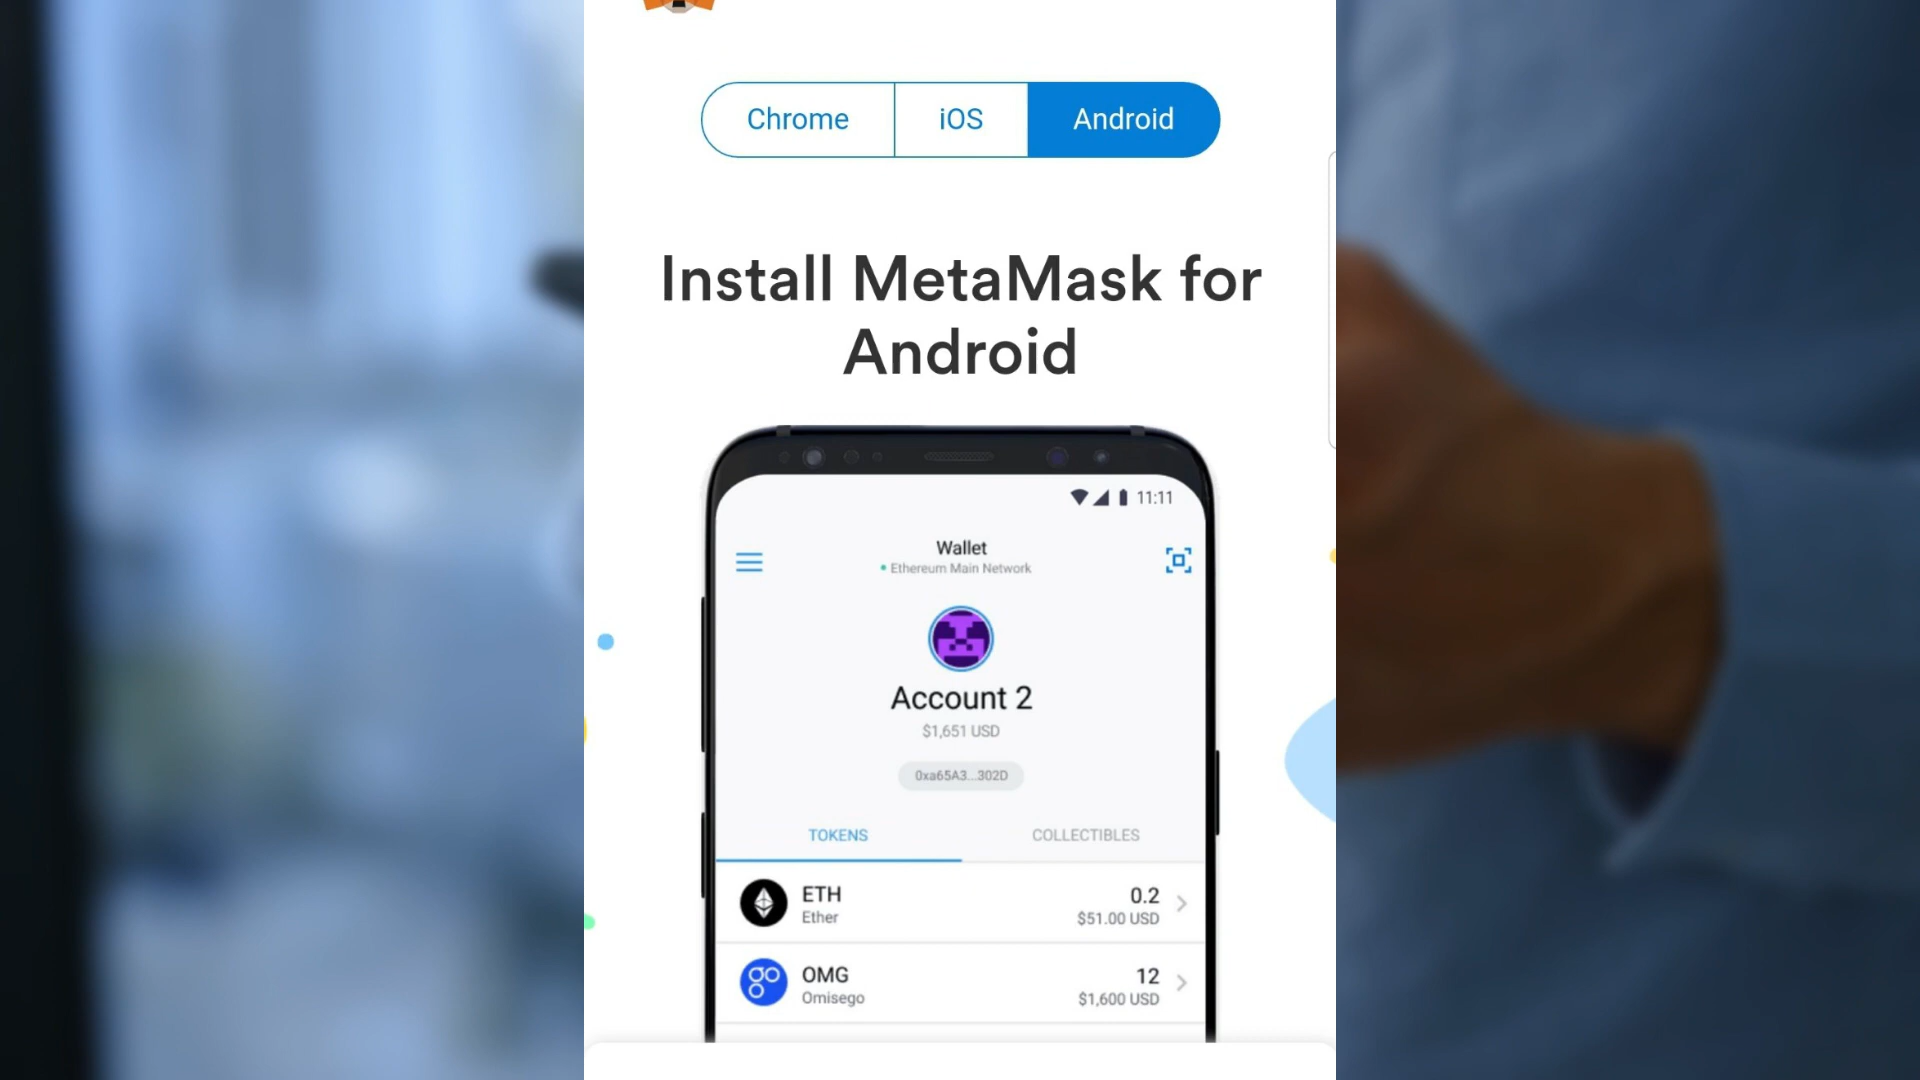 Chrome
iOS
Android
Install MetaMask for
Android
11:11
Wallet
Ethereum Main Network
Account 2
$1,651 USD
0xa65A3...302D
TOKENS
COLLECTIBLES
ETH
0.2
Ether
$51.00 USD
OMG
12
Omisego
$1,600 USD